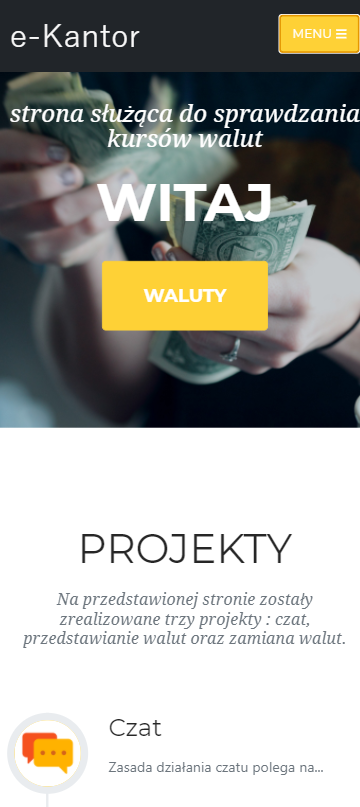 e-Kantor
MENU
strona służąca do sprawdzania
kursów walut
WITAJ
WALUTY
PROJEKTY
Na przedstawionej stronie zostały
zrealizowane trzy projekty : czat,
przedstawianie walut oraz zamiana walut.
Czat
Zasada działania czatu polega na...